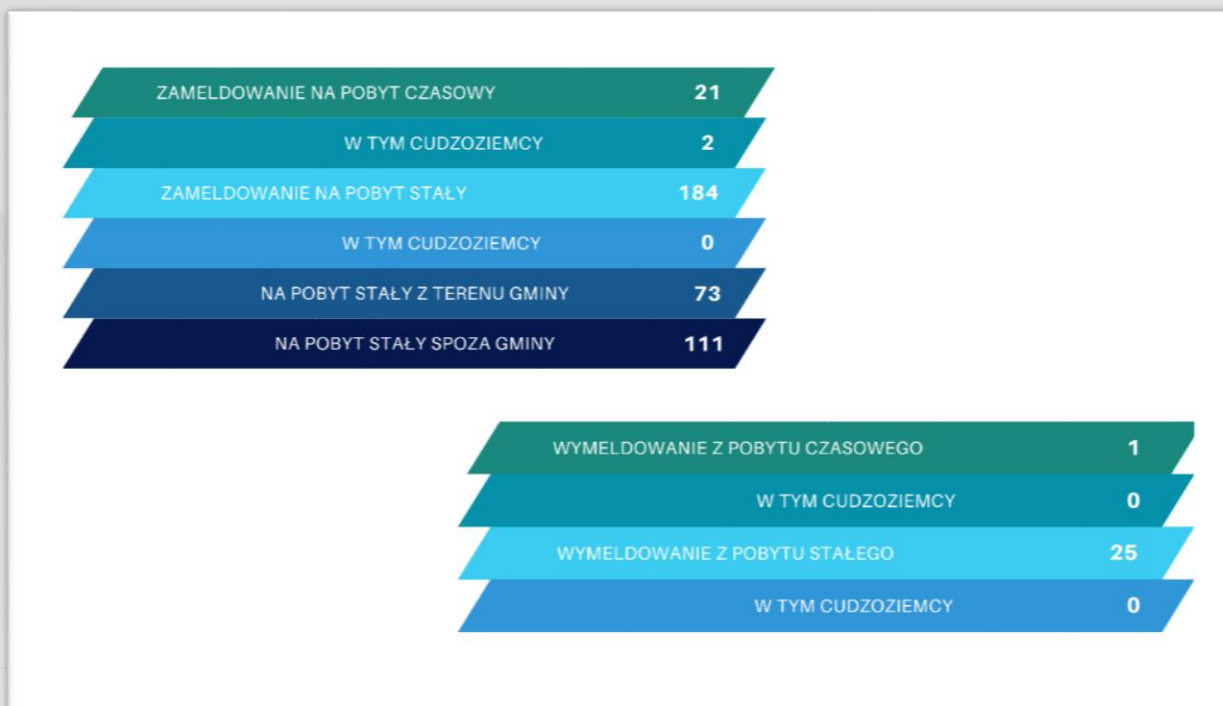 ZAMELDOWANIE NA POBYT CZASOWY 21
W TYM CUDZOZIEMCY 2
ZAMELDOWANIE NA POBYT STAŁY 184
W TYM CUDZOZIEMCY 0
NA POBYT STAŁY Z TERENU GMINY 73
NA POBYT STAŁY SPOZA GMINY 111
WYMELDOWANIE Z POBYTU CZASOWEGO 1
W TYM CUDZOZIEMCY 0
WYMELDOWANIE Z POBYTU STAŁEGO 25
W TYM CUDZOZIEMCY 0